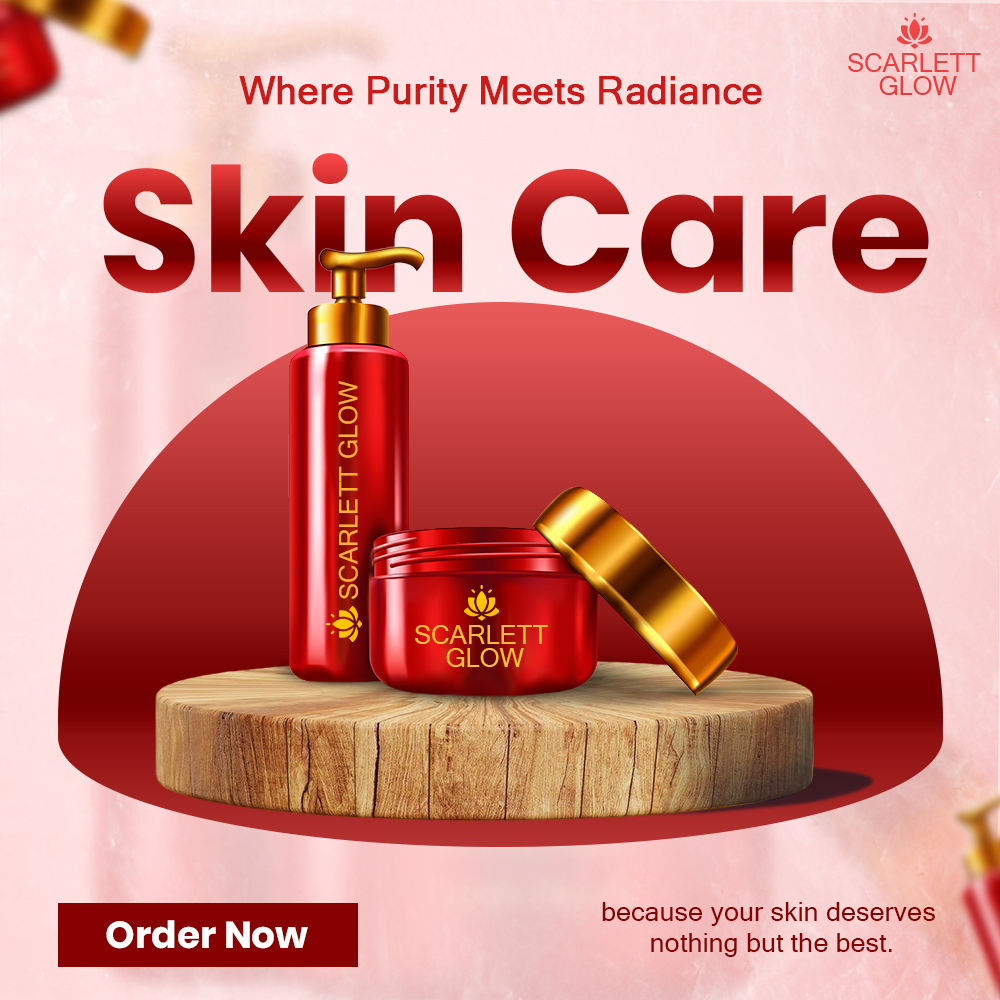 SCARLETT
GLOW
Where Purity Meets Radiance
Skin Care
SCARLETT GLOW
SCARLETT
GLOW
Order Now
because your skin deserves
nothing but the best.